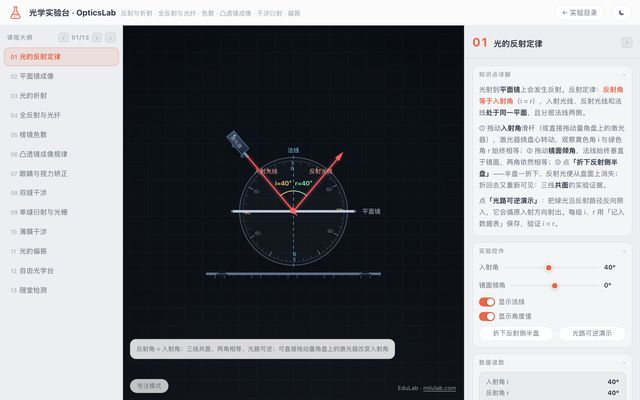 光学实验台 · OpticsLab 反射与折射 · 全反射与光纤 · 色散 · 凸透镜成像 · 干涉衍射 · 偏振
← 实验目录
课程大纲
01/13
01 光的反射定律
02 平面镜成像
03 光的折射
04 全反射与光纤
05 棱镜色散
06 凸透镜成像规律
07 眼睛与视力矫正
08 双缝干涉
09 单缝衍射与光栅
10 薄膜干涉
11 光的偏振
12 自由光学台
13 随堂检测
法线
入射光线
反射光线
i=40° r=40°
平面镜
反射角 = 入射角；三线共面，两角相等，光路可逆；可直接拖动量角盘上的激光器改变入射角
专注模式
EduLab · milulab.com
01 光的反射定律
知识点详解
光射到平面镜上会发生反射。反射定律：反射角
等于入射角（i = r），入射光线、反射光线和法
线处于同一平面，且分居法线两侧。
① 拖动入射角滑杆（或直接拖动量角盘上的激光
器），激光器绕盘心转动，观察黄色角 i 与绿色
角 r 始终相等；② 拖动镜面倾角，法线始终垂直
于镜面，两角依然相等；③ 点「折下反射侧半
盘」——半盘一折下，反射光便从盘面上消失；
折回去又重新可见：三线共面的实验证据。
点「光路可逆演示」：把绿光沿反射路径反向照
入，它会循原入射方向射出。每组 i、r 用「记入
数据表」保存，验证 i = r。
实验控件
入射角 40°
镜面倾角 0°
显示法线
显示角度值
折下反射侧半盘
光路可逆演示
数据读数
入射角 i 40°
反射角 r 40°